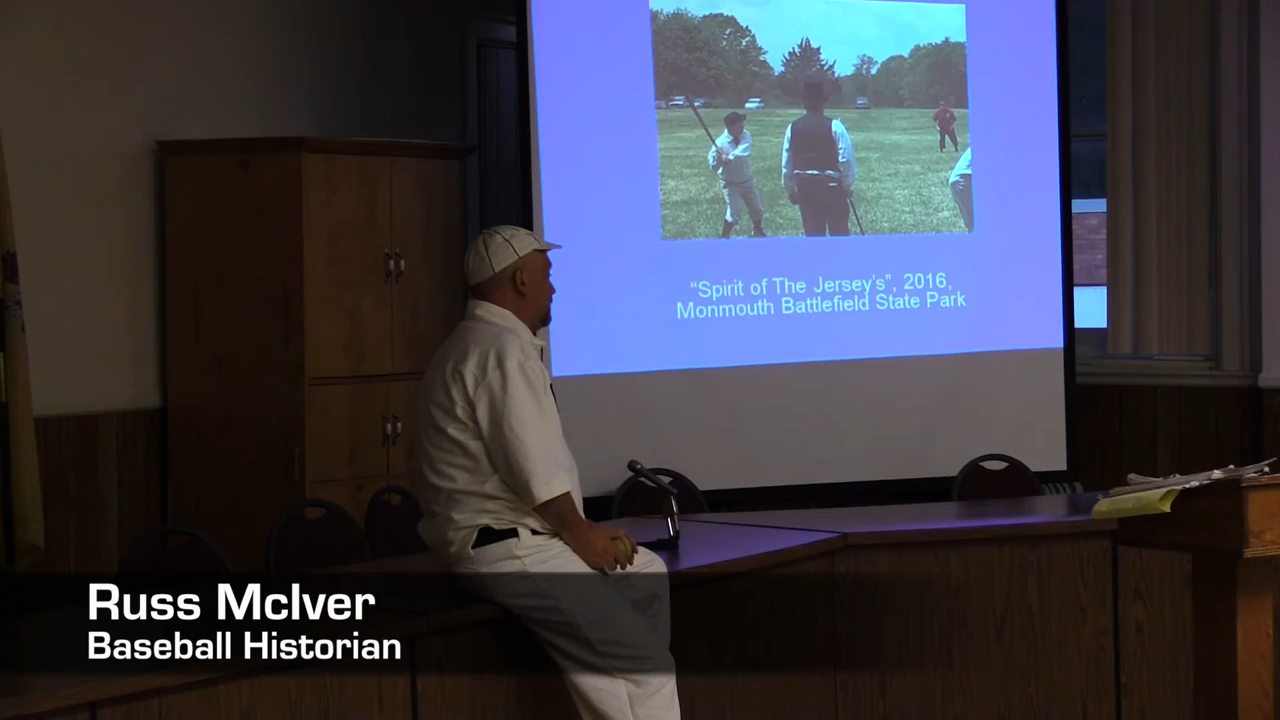 “Spirit of The Jersey’s”, 2016,
Monmouth Battlefield State Park
Russ McIver
Baseball Historian